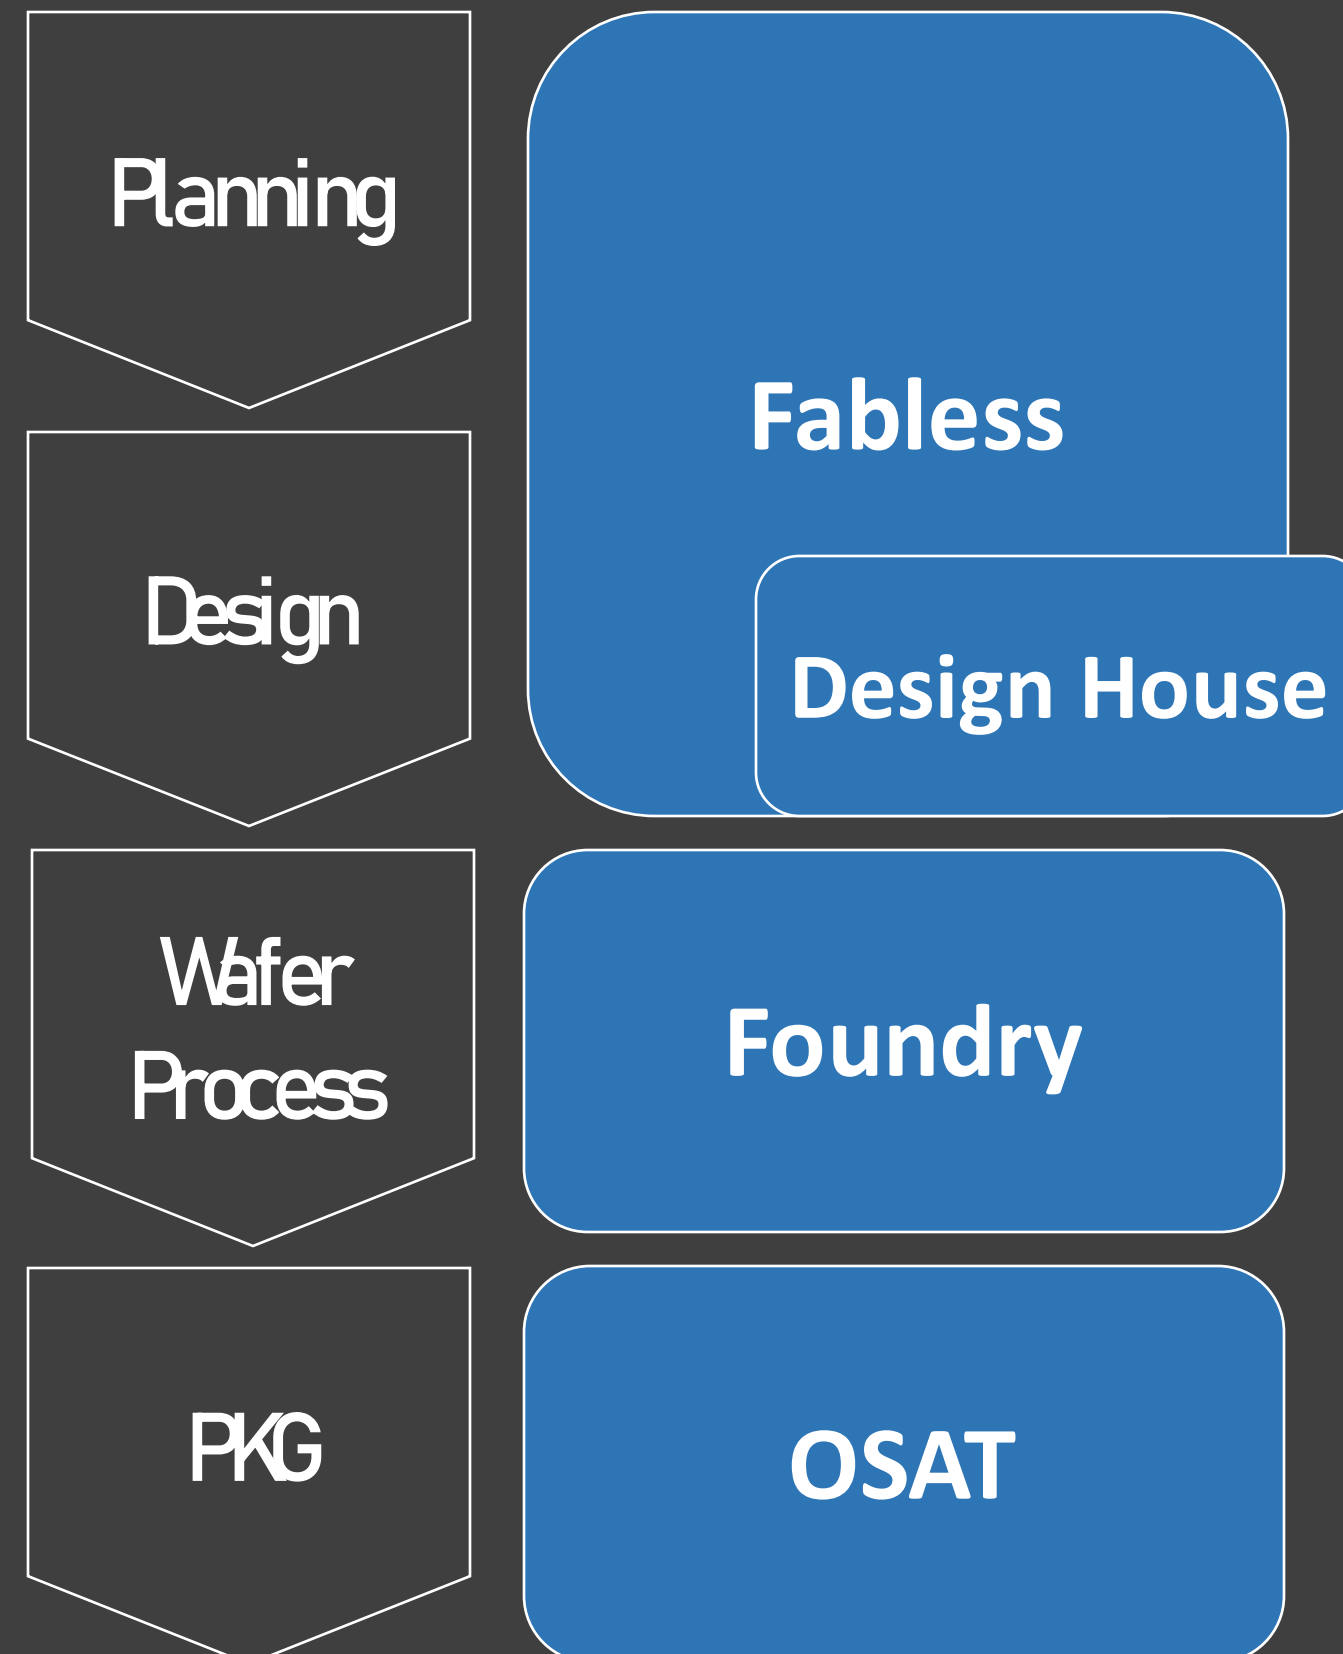 Planning
Fabless
Design
Design House
Wafer
Process
Foundry
PKG
OSAT